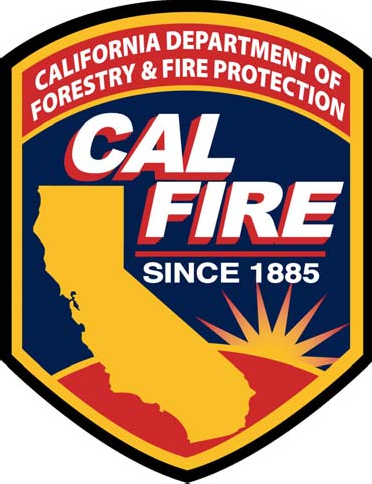 CALIFORNIA DEPARTMENT OF
FORESTRY & FIRE PROTECTION
CAL
FIRE
SINCE 1885